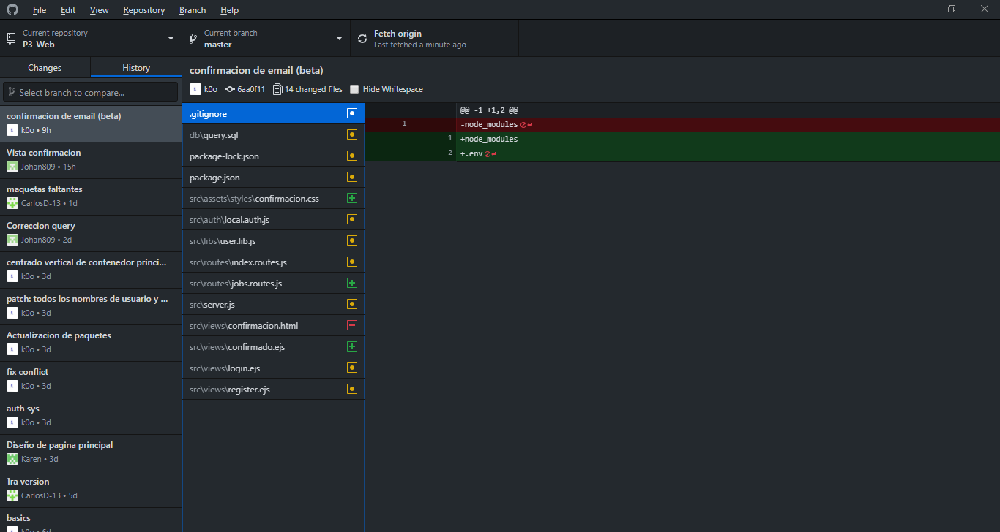 File Edit View Repository Branch Help
Current repository
P3-Web
Current branch
master
Fetch origin
Last fetched a minute ago
Changes
History
Select branch to compare...
confirmacion de email (beta)
k0o • 9h
Vista confirmacion
Johan809 • 15h
maquetas faltantes
CarlosD-13 • 1d
Correccion query
Johan809 • 2d
centrado vertical de contenedor princi...
k0o • 3d
patch: todos los nombres de usuario y ...
k0o • 3d
Actualizacion de paquetes
k0o • 3d
fix conflict
k0o • 3d
auth sys
k0o • 3d
Diseño de pagina principal
Karen • 3d
1ra version
CarlosD-13 • 5d
basics
k0o • 6d
confirmacion de email (beta)
k0o 6aa0f11 14 changed files Hide Whitespace
.gitignore
db\query.sql
package-lock.json
package.json
src\assets\styles\confirmacion.css
src\auth\local.auth.js
src\libs\user.lib.js
src\routes\index.routes.js
src\routes\jobs.routes.js
src\server.js
src\views\confirmacion.html
src\views\confirmado.ejs
src\views\login.ejs
src\views\register.ejs
@@ -1 +1,2 @@
1 -node_modules
1 +node_modules
2 +.env